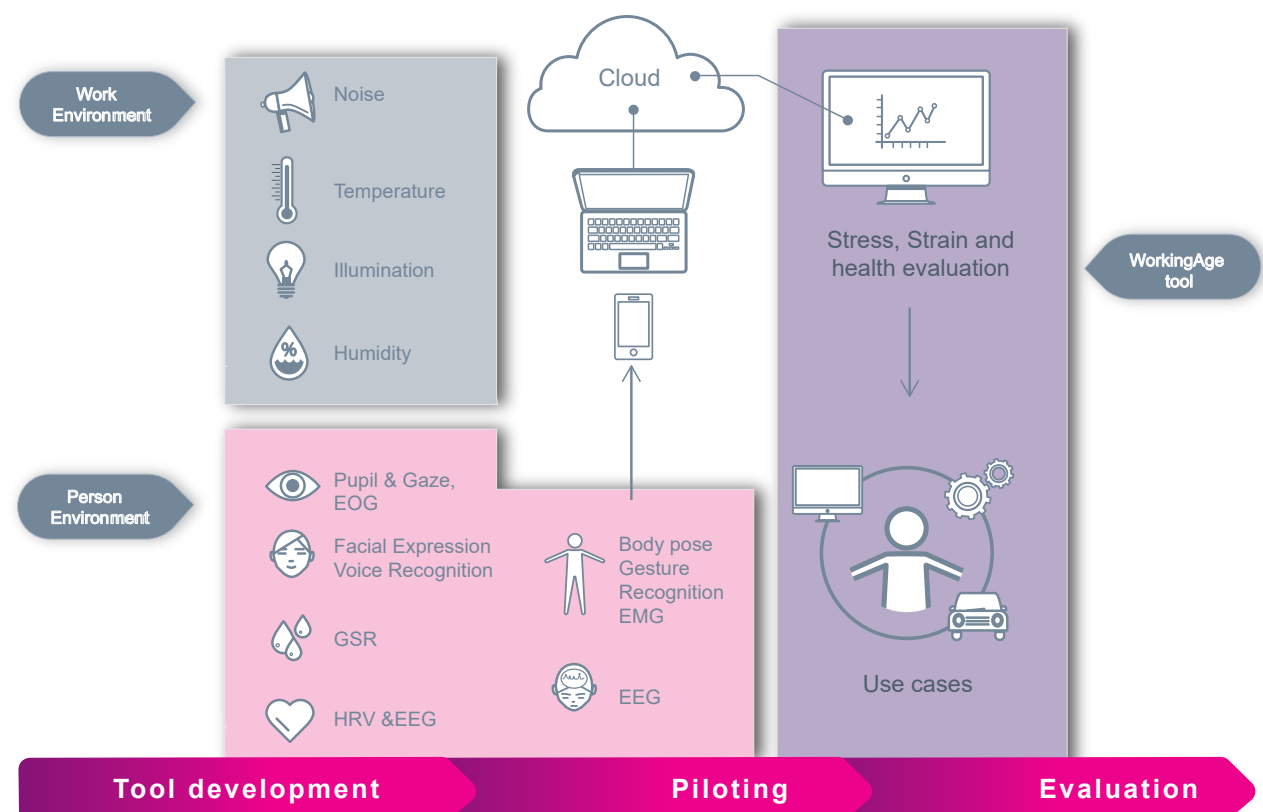 Work
Environment
Noise
Temperature
Illumination
%
Humidity
Cloud
Stress, Strain and
health evaluation
WorkingAge
tool
Person
Environment
Pupil & Gaze,
EOG
Facial Expression
Voice Recognition
GSR
HRV &EEG
Body pose
Gesture
Recognition
EMG
EEG
Use cases
Tool development
Piloting
Evaluation